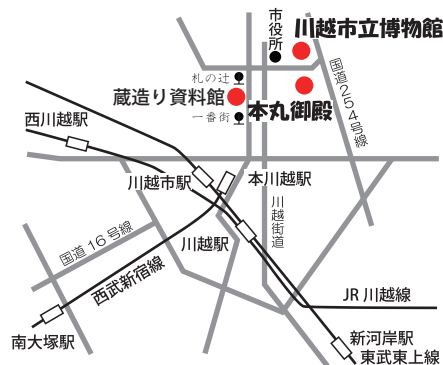 市役所
川越市立博物館
札の辻
蔵造り資料館
本丸御殿
一番街
国道254号線
西川越駅
川越市駅
本川越駅
川越街道
国道16号線
川越駅
西武新宿線
JR川越線
南大塚駅
新河岸駅
東武東上線